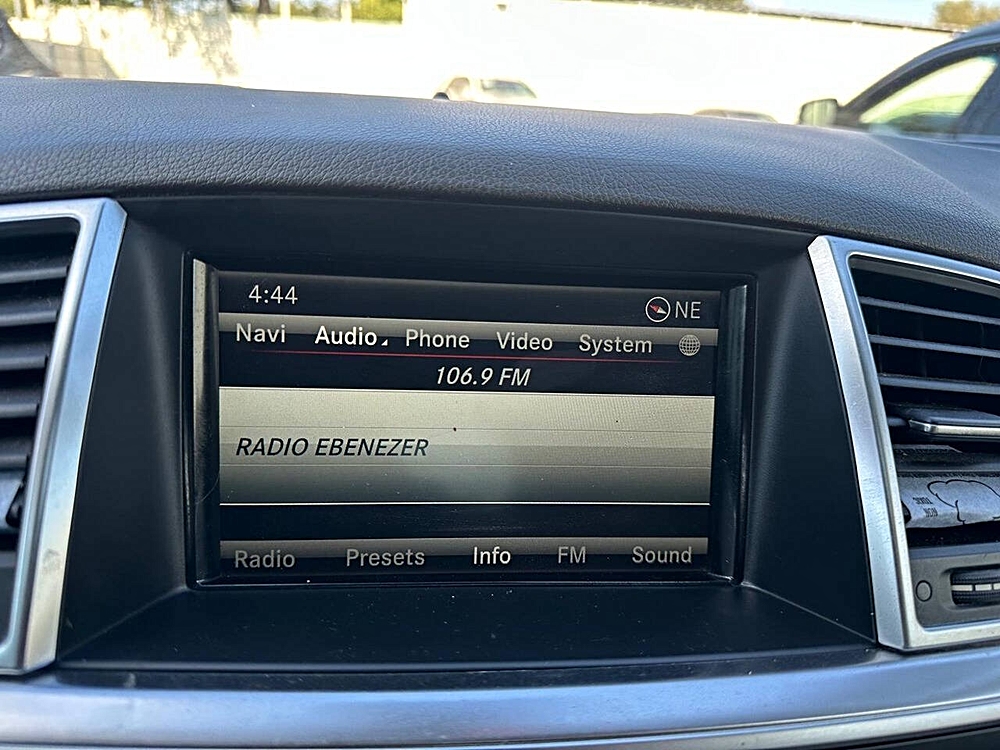 4:44 NE
Navi Audio Phone Video System
106.9 FM
RADIO EBENEZER
Radio Presets Info FM Sound